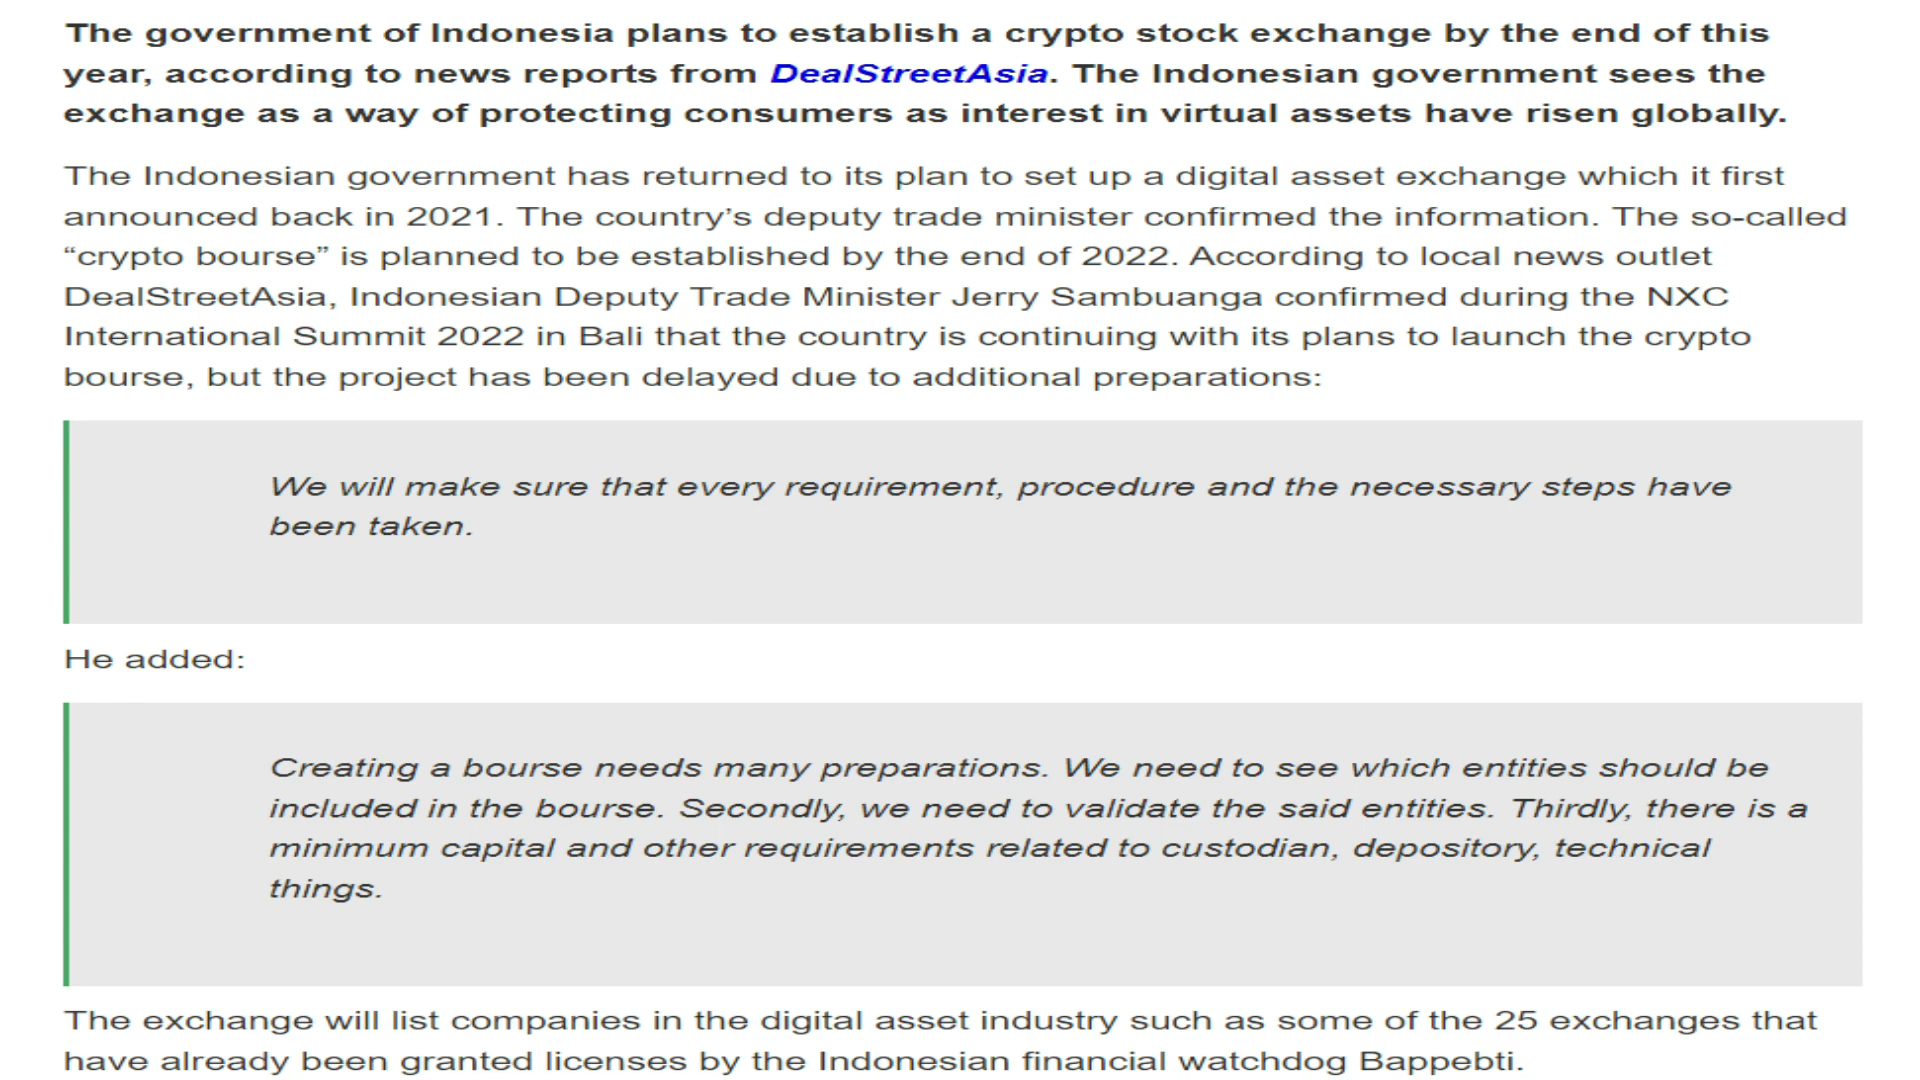 The government of Indonesia plans to establish a crypto stock exchange by the end of this
year, according to news reports from DealStreetAsia. The Indonesian government sees the
exchange as a way of protecting consumers as interest in virtual assets have risen globally.
The Indonesian government has returned to its plan to set up a digital asset exchange which it first
announced back in 2021. The country’s deputy trade minister confirmed the information. The so-called
“crypto bourse” is planned to be established by the end of 2022. According to local news outlet
DealStreetAsia, Indonesian Deputy Trade Minister Jerry Sambuanga confirmed during the NXC
International Summit 2022 in Bali that the country is continuing with its plans to launch the crypto
bourse, but the project has been delayed due to additional preparations:
We will make sure that every requirement, procedure and the necessary steps have
been taken.
He added:
Creating a bourse needs many preparations. We need to see which entities should be
included in the bourse. Secondly, we need to validate the said entities. Thirdly, there is a
minimum capital and other requirements related to custodian, depository, technical
things.
The exchange will list companies in the digital asset industry such as some of the 25 exchanges that
have already been granted licenses by the Indonesian financial watchdog Bappebti.